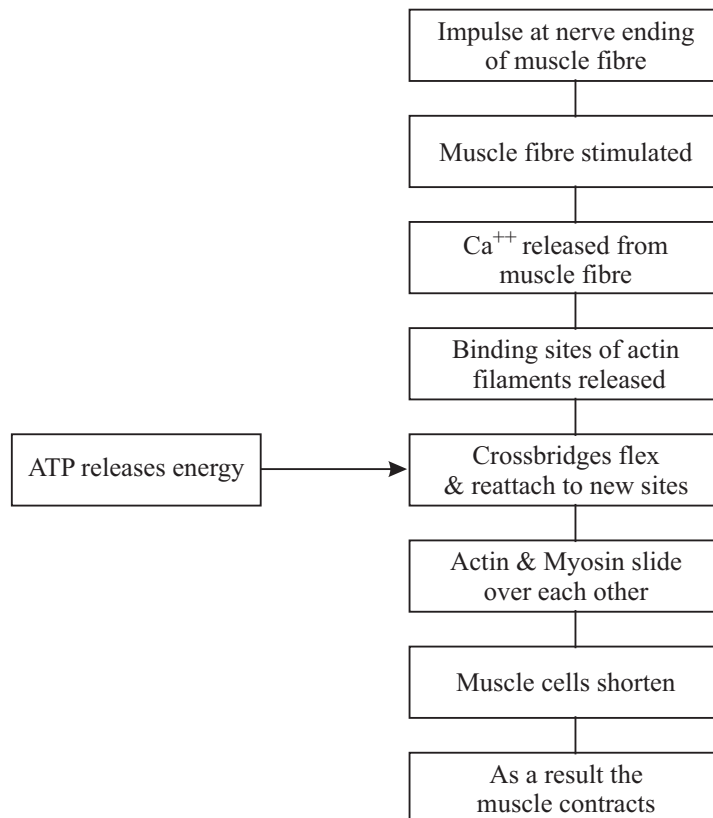 Impulse at nerve ending
of muscle fibre
Muscle fibre stimulated
Ca++ released from
muscle fibre
Binding sites of actin
filaments released
ATP releases energy
Crossbridges flex
& reattach to new sites
Actin & Myosin slide
over each other
Muscle cells shorten
As a result the
muscle contracts